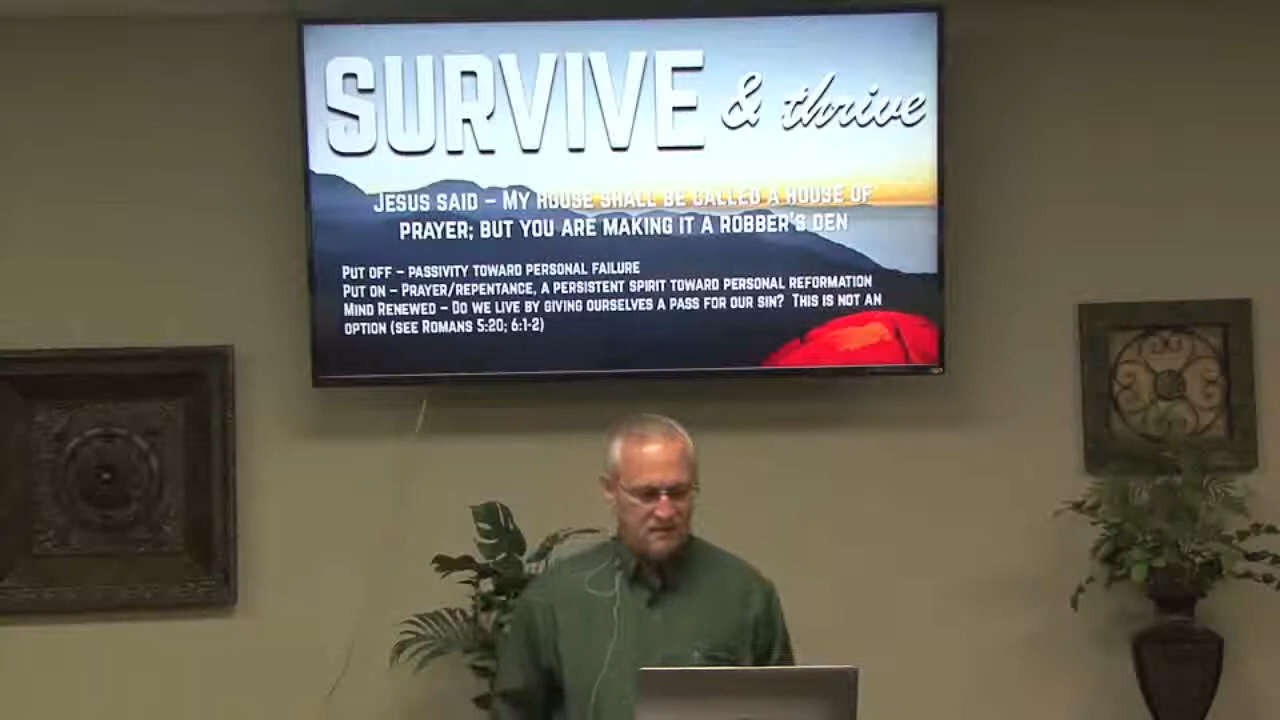 SURVIVE & thrive
JESUS SAID – MY HOUSE SHALL BE CALLED A HOUSE OF
PRAYER; BUT YOU ARE MAKING IT A ROBBER'S DEN
PUT OFF – PASSIVITY TOWARD PERSONAL FAILURE
PUT ON – PRAYER/REPENTANCE, A PERSISTENT SPIRIT TOWARD PERSONAL REFORMATION
MIND RENEWED – DO WE LIVE BY GIVING OURSELVES A PASS FOR OUR SIN? THIS IS NOT AN
OPTION (SEE ROMANS 5:20; 6:1-2)